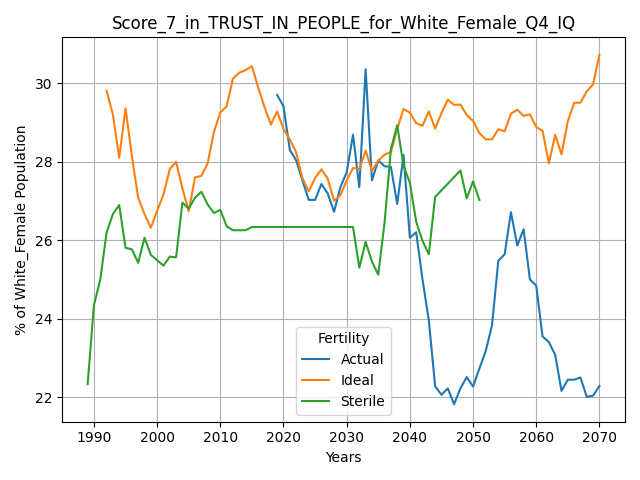 Score_7_in_TRUST_IN_PEOPLE_for_White_Female_Q4_IQ
% of White_Female Population
30
28
26
24
22
Fertility
Actual
Ideal
Sterile
1990 2000 2010 2020 2030 2040 2050 2060 2070
Years